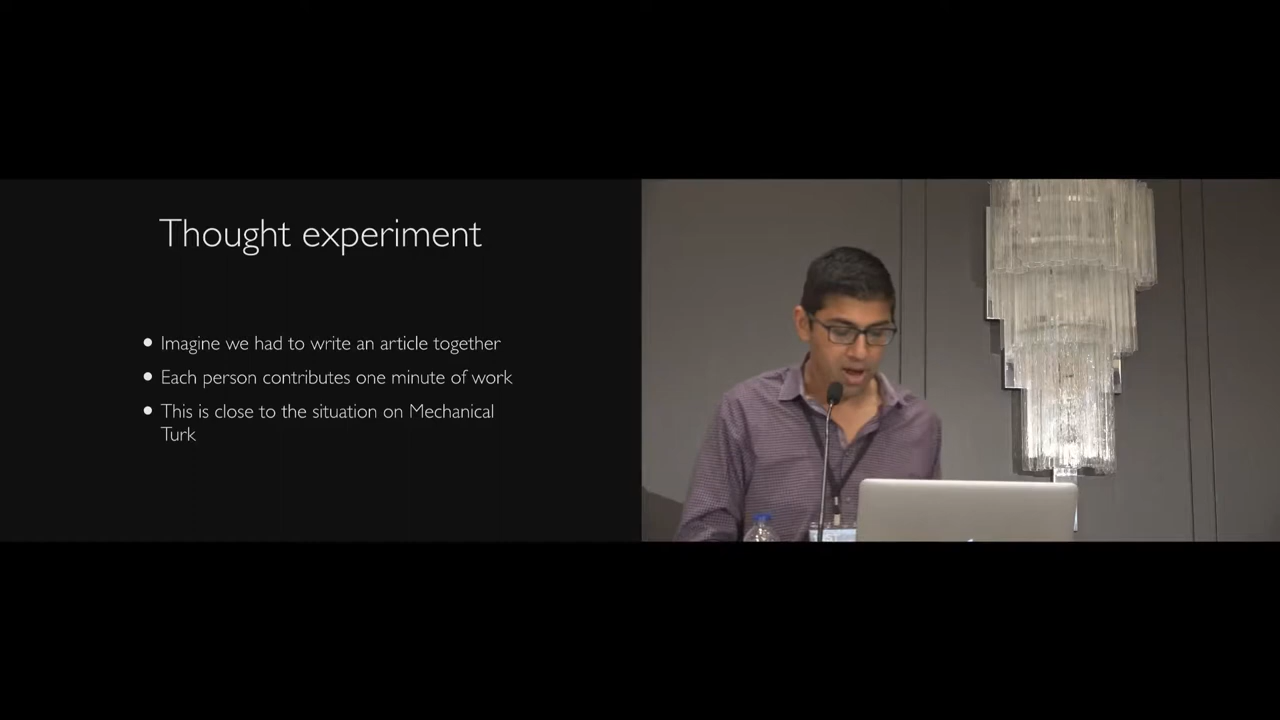 Thought experiment
Imagine we had to write an article together
Each person contributes one minute of work
This is close to the situation on Mechanical
Turk